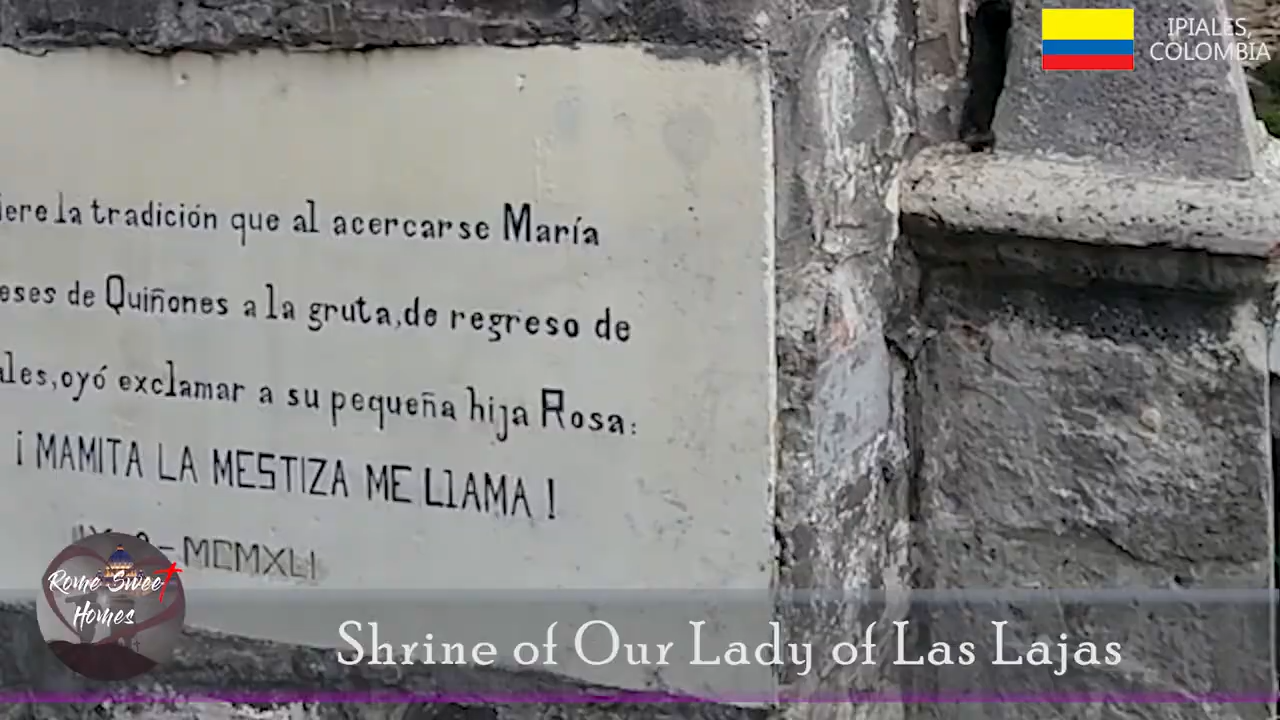 IPIALES,
COLOMBIA
iere la tradición que al acercarse María
eses de Quiñones a la gruta, de regreso de
ales, oyó exclamar a su pequeña hija Rosa:
¡ MAMITA LA MESTIZA ME LLAMA !
- MCMXLI
Rome Sweet
Homes
Shrine of Our Lady of Las Lajas